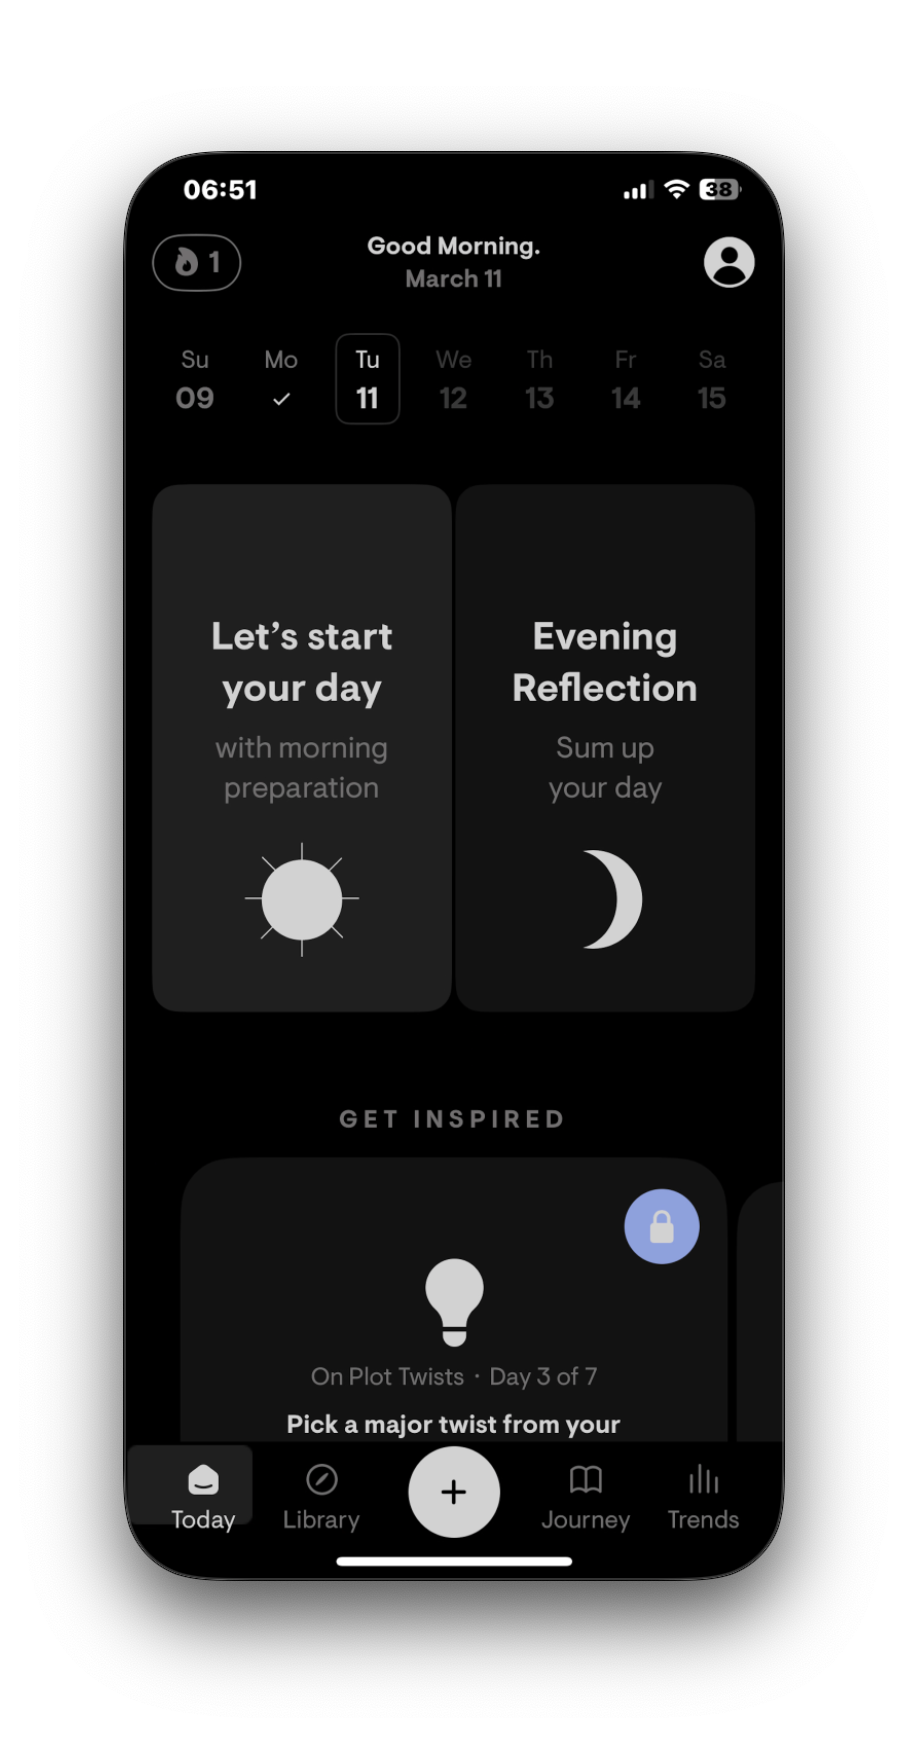 06:51
38
1
Good Morning.
March 11
Su Mo Tu We Th Fr Sa
09 11 12 13 14 15
Let’s start
your day
with morning
preparation
Evening
Reflection
Sum up
your day
GET INSPIRED
On Plot Twists · Day 3 of 7
Pick a major twist from your
Today Library Journey Trends